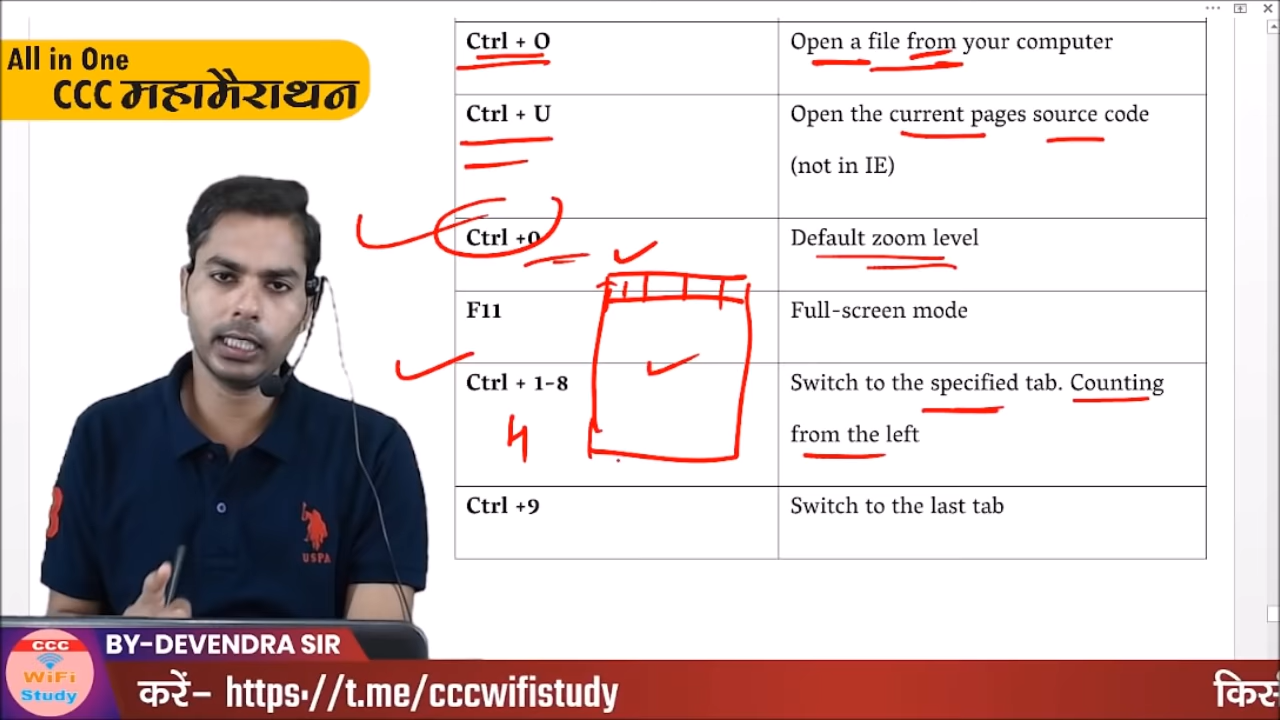 All in One
CCC महामैराथन
Ctrl + O
Open a file from your computer
Ctrl + U
Open the current pages source code
(not in IE)
Ctrl +0
Default zoom level
F11
Full-screen mode
Ctrl + 1-8
Switch to the specified tab. Counting
from the left
4
Ctrl +9
Switch to the last tab
USPA
3
CCC
WiFi
Study
BY-DEVENDRA SIR
करें– https://t.me/cccwifistudy